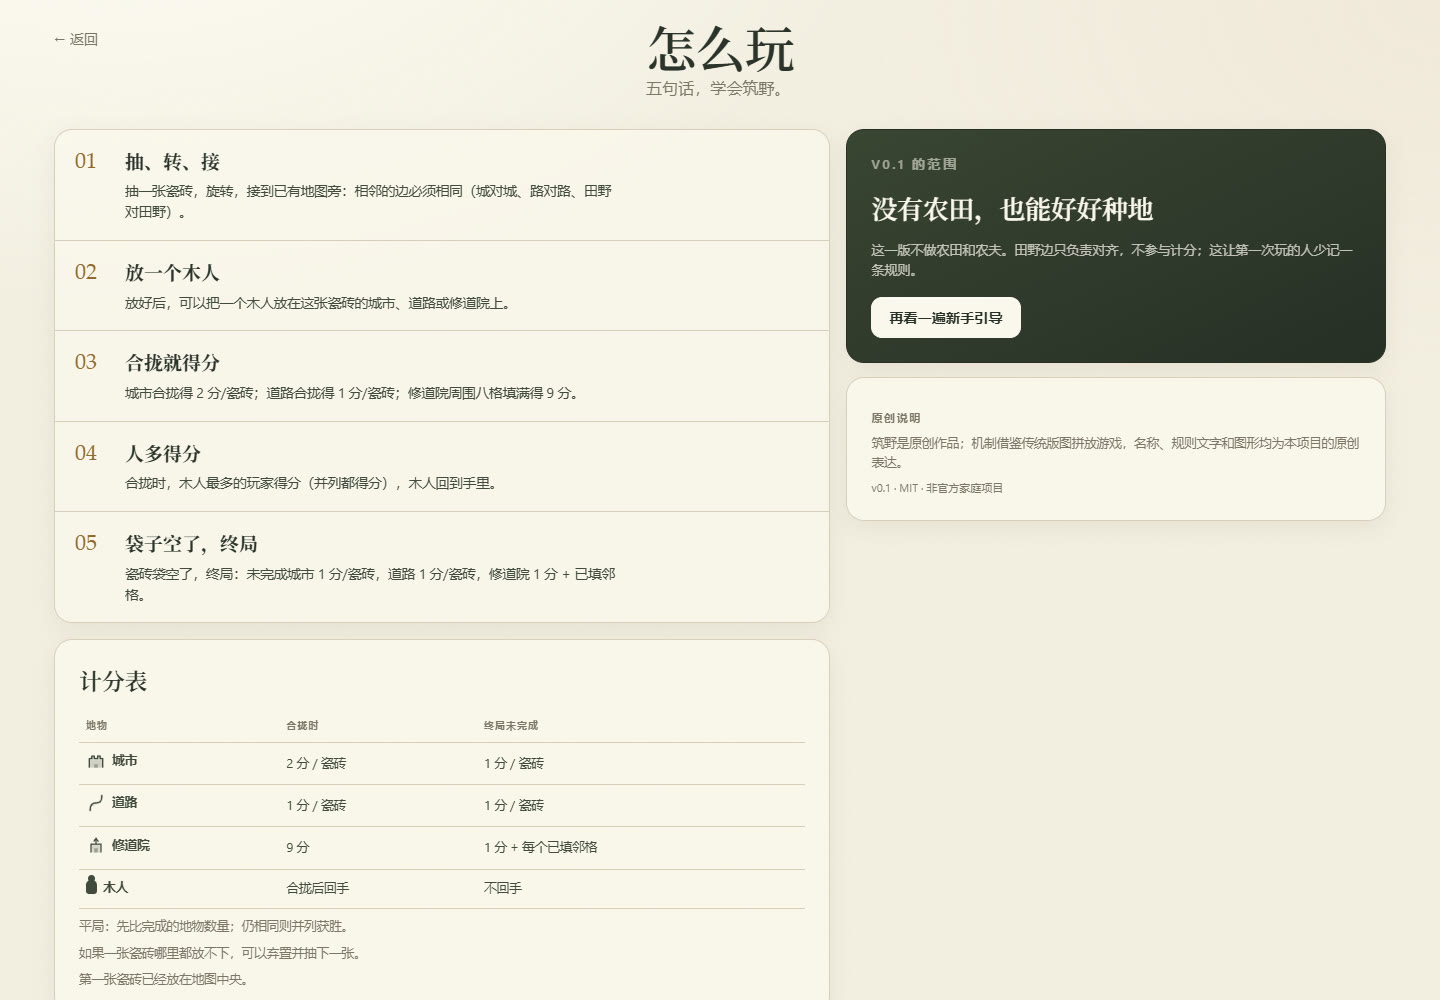 ← 返回
怎么玩
五句话，学会筑野。
01
抽、转、接
抽一张瓷砖，旋转，接到已有地图旁：相邻的边必须相同（城对城、路对路、田野
对田野）。
02
放一个木人
放好后，可以把一个木人放在这张瓷砖的城市、道路或修道院上。
03
合拢就得分
城市合拢得 2 分/瓷砖；道路合拢得 1 分/瓷砖；修道院周围八格填满得 9 分。
04
人多得分
合拢时，木人最多的玩家得分（并列都得分），木人回到手里。
05
袋子空了，终局
瓷砖袋空了，终局：未完成城市 1 分/瓷砖，道路 1 分/瓷砖，修道院 1 分 + 已填邻
格。
计分表
地物 合拢时 终局未完成
城市 2 分 / 瓷砖 1 分 / 瓷砖
道路 1 分 / 瓷砖 1 分 / 瓷砖
修道院 9 分 1 分 + 每个已填邻格
木人 合拢后回手 不回手
平局：先比完成的地物数量；仍相同则并列获胜。
如果一张瓷砖哪里都放不下，可以弃置并抽下一张。
第一张瓷砖已经放在地图中央。
V0.1 的范围
没有农田，也能好好种地
这一版不做农田和农夫。田野边只负责对齐，不参与计分；这让第一次玩的人少记一
条规则。
再看一遍新手引导
原创说明
筑野是原创作品；机制借鉴传统版图拼放游戏，名称、规则文字和图形均为本项目的原创
表达。
v0.1 · MIT · 非官方家庭项目